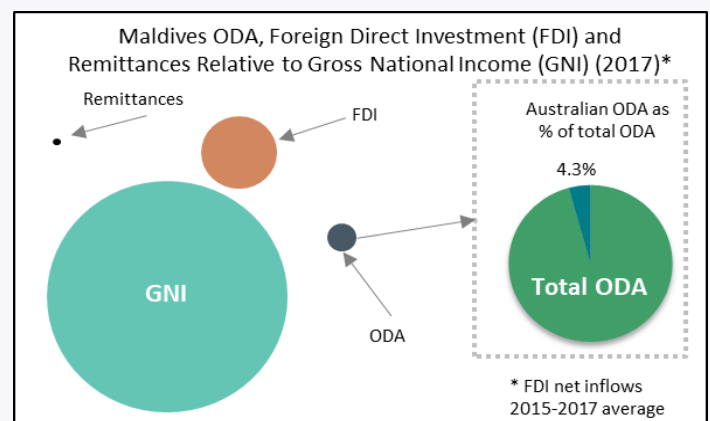 Maldives ODA, Foreign Direct Investment (FDI) and
Remittances Relative to Gross National Income (GNI) (2017)*
Remittances
FDI
Australian ODA as
% of total ODA
4.3%
GNI
Total ODA
ODA
* FDI net inflows
2015-2017 average